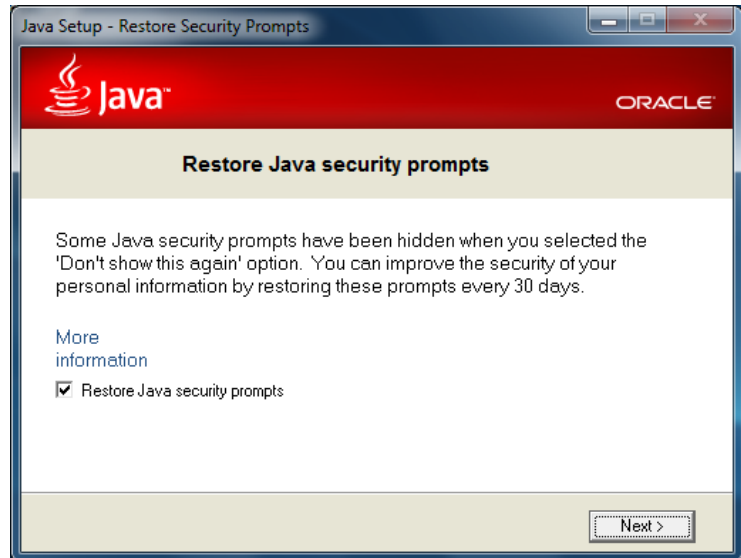 Java Setup - Restore Security Prompts
Java™
ORACLE
Restore Java security prompts
Some Java security prompts have been hidden when you selected the
'Don't show this again' option. You can improve the security of your
personal information by restoring these prompts every 30 days.
More
information
Restore Java security prompts
Next >